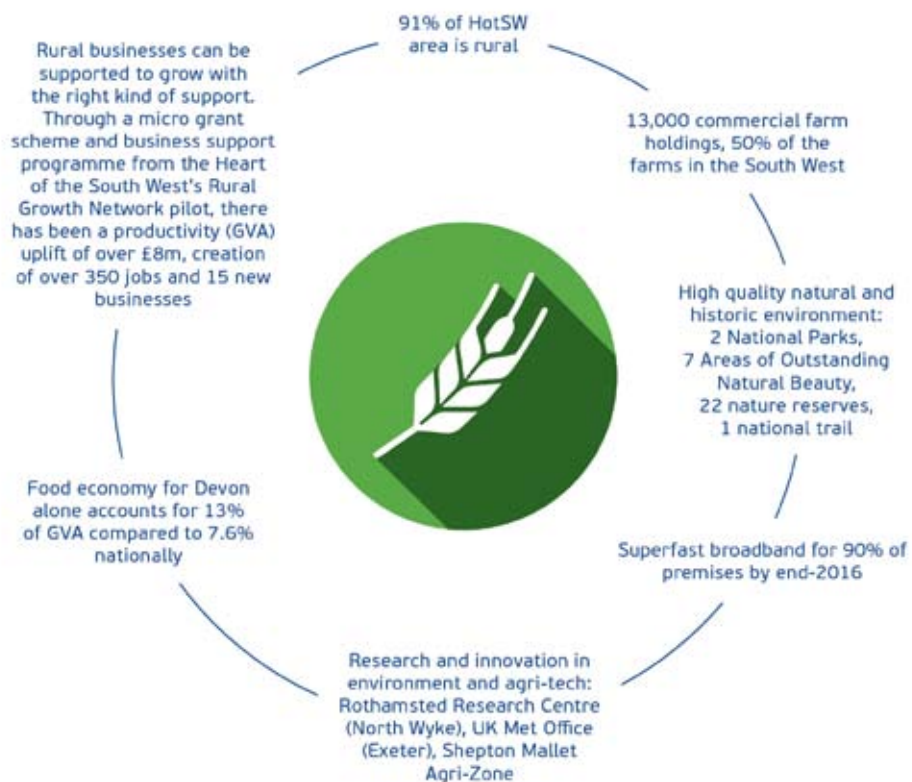 91% of HotSW
area is rural
13,000 commercial farm
holdings, 50% of the
farms in the South West
High quality natural and
historic environment:
2 National Parks,
7 Areas of Outstanding
Natural Beauty,
22 nature reserves,
1 national trail
Superfast broadband for 90% of
premises by end-2016
Research and innovation in
environment and agri-tech:
Rothamsted Research Centre
(North Wyke), UK Met Office
(Exeter), Shepton Mallet
Agri-Zone
Food economy for Devon
alone accounts for 13%
of GVA compared to 7.6%
nationally
Rural businesses can be
supported to grow with
the right kind of support.
Through a micro grant
scheme and business support
programme from the Heart
of the South West's Rural
Growth Network pilot, there
has been a productivity (GVA)
uplift of over £8m, creation
of over 350 jobs and 15 new
businesses